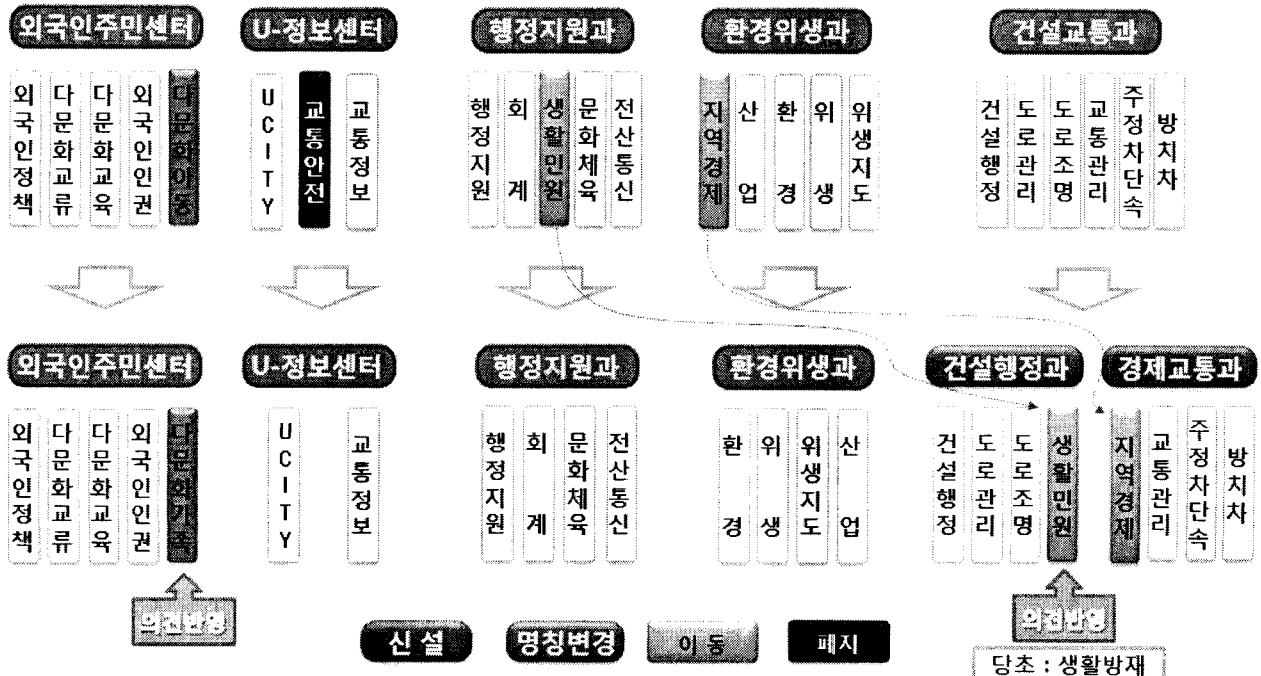 외국인주민센터 U-정보센터 행정지원과 환경위생과 건설교통과
외국인정책 다문화교류 다문화교육 외국인인권 다문화아동
UCITY 교통안전 교통정보
행정지원 회계 생활민원 문화체육 전산통신
지역경제 산업 환경 위생 위생지도
건설행정 도로관리 도로조명 교통관리 주정차단속 방치차
외국인주민센터 U-정보센터 행정지원과 환경위생과 건설행정과 경제교통과
외국인정책 다문화교류 다문화교육 외국인인권 다문화가족
UCITY 교통정보
행정지원 회계 문화체육 전산통신
환경 위생 위생지도 산업
건설행정 도로관리 도로조명 생활민원
지역경제 교통관리 주정차단속 방치차
의견반영 의견반영
신 설 명칭변경 이 동 폐지
당초 : 생활방재